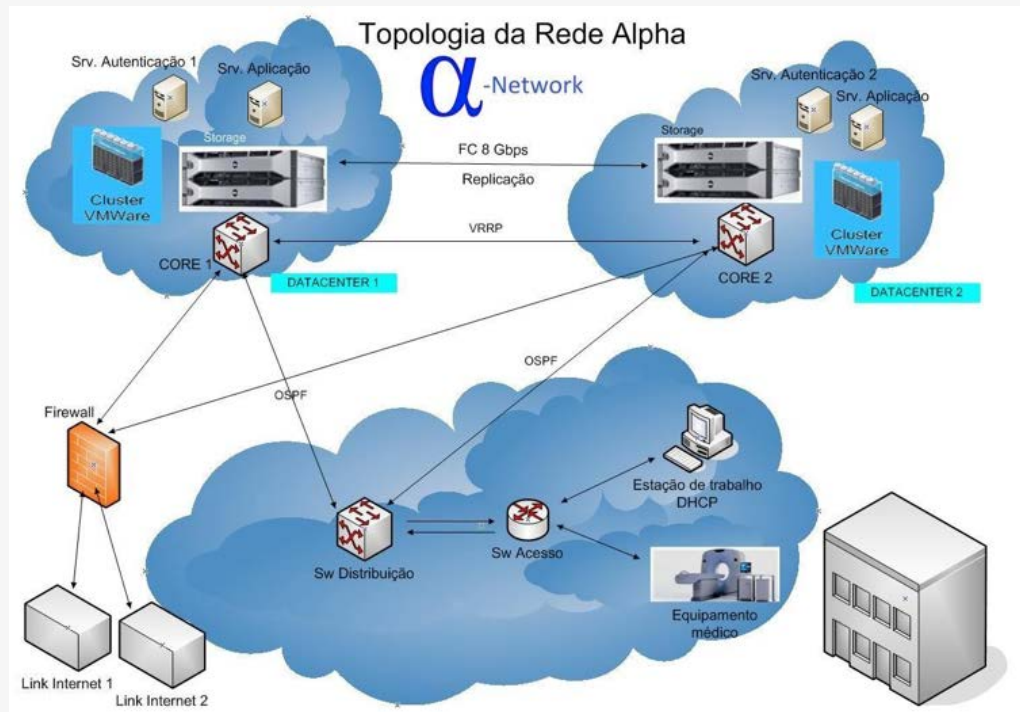 Topologia da Rede Alpha
α-Network
Srv. Autenticação 1
Srv. Aplicação
Storage
Cluster
VMWare
CORE 1
DATACENTER 1
FC 8 Gbps
Replicação
VRRP
Srv. Autenticação 2
Srv. Aplicação
Storage
Cluster
VMWare
CORE 2
DATACENTER 2
OSPF
OSPF
Firewall
Link Internet 1
Link Internet 2
Sw Distribuição
Sw Acesso
Estação de trabalho
DHCP
Equipamento
médico